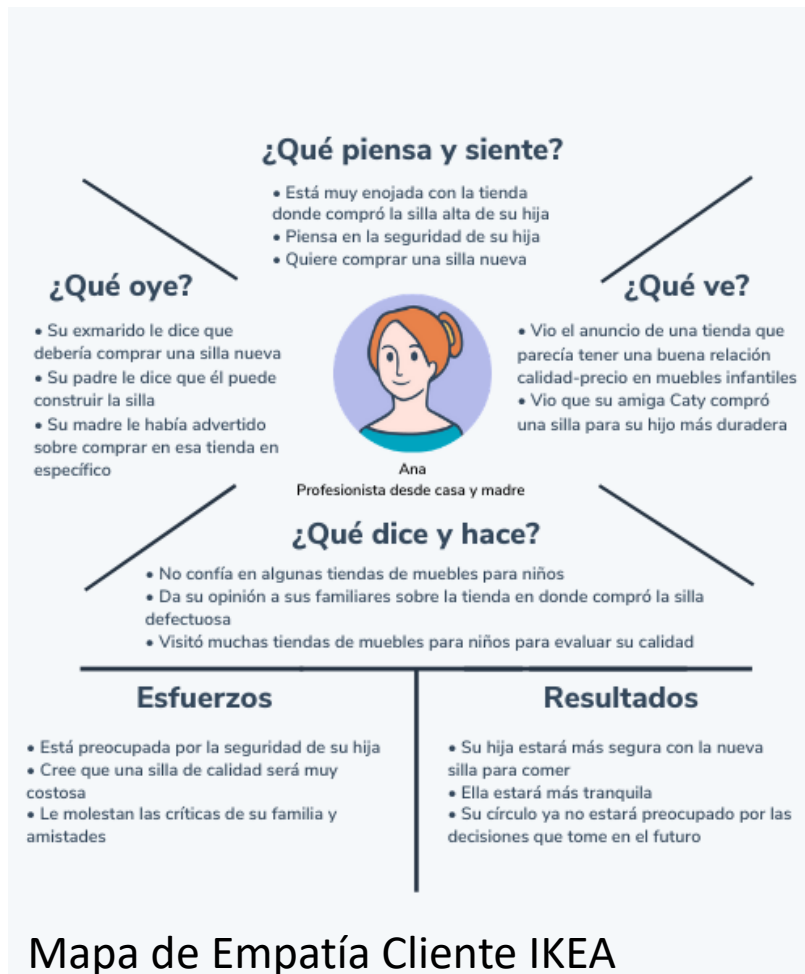 ¿Qué piensa y siente?
• Está muy enojada con la tienda
donde compró la silla alta de su hija
• Piensa en la seguridad de su hija
• Quiere comprar una silla nueva
¿Qué oye?
• Su exmarido le dice que
debería comprar una silla nueva
• Su padre le dice que él puede
construir la silla
• Su madre le había advertido
sobre comprar en esa tienda en
específico
¿Qué ve?
• Vio el anuncio de una tienda que
parecía tener una buena relación
calidad-precio en muebles infantiles
• Vio que su amiga Caty compró
una silla para su hijo más duradera
Ana
Profesionista desde casa y madre
¿Qué dice y hace?
• No confía en algunas tiendas de muebles para niños
• Da su opinión a sus familiares sobre la tienda en donde compró la silla
defectuosa
• Visitó muchas tiendas de muebles para niños para evaluar su calidad
Esfuerzos
• Está preocupada por la seguridad de su hija
• Cree que una silla de calidad será muy
costosa
• Le molestan las críticas de su familia y
amistades
Resultados
• Su hija estará más segura con la nueva
silla para comer
• Ella estará más tranquila
• Su círculo ya no estará preocupado por las
decisiones que tome en el futuro
Mapa de Empatía Cliente IKEA